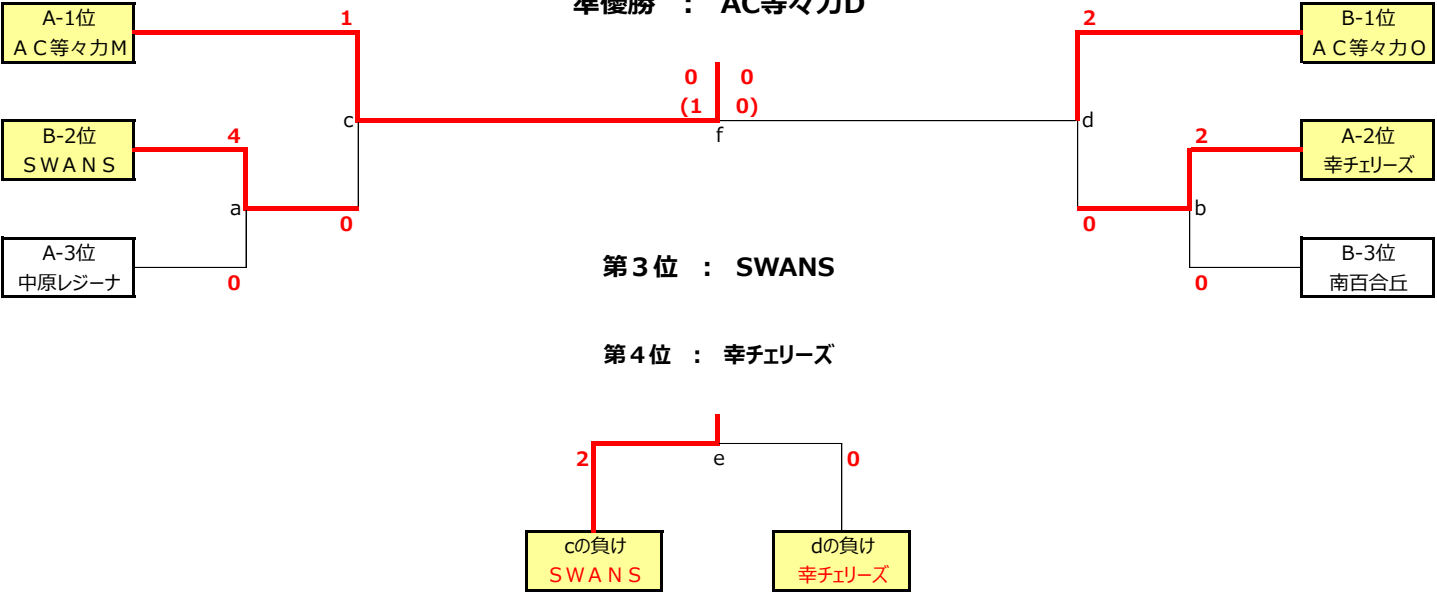 準優勝 ： AC等々力D
A-1位
ＡＣ等々力Ｍ
1
2
B-1位
ＡＣ等々力Ｏ
0 0
(1 0)
c
f
d
B-2位
ＳＷＡＮＳ
4
2
A-2位
幸チェリーズ
a
b
0
0
A-3位
中原レジーナ
0
第３位 ： SWANS
0
B-3位
南百合丘
第４位 ： 幸チェリーズ
2
e
0
cの負け
ＳＷＡＮＳ
dの負け
幸チェリーズ